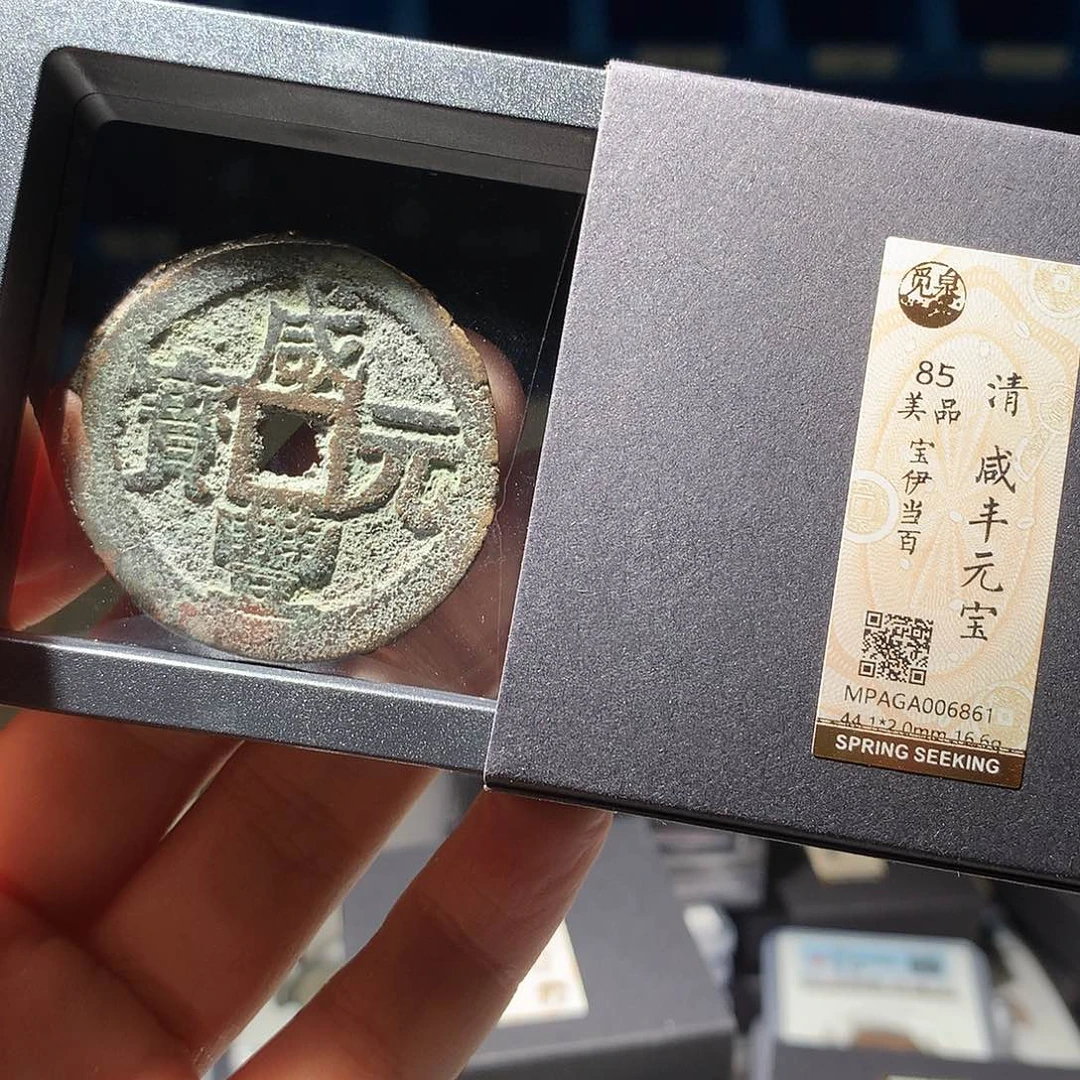 咸
元
寶
豐
觅泉
85
美品
宝伊当百
清 咸丰元宝
MPAGA006861
44.1*2.0mm 16.6g
SPRING SEEKING